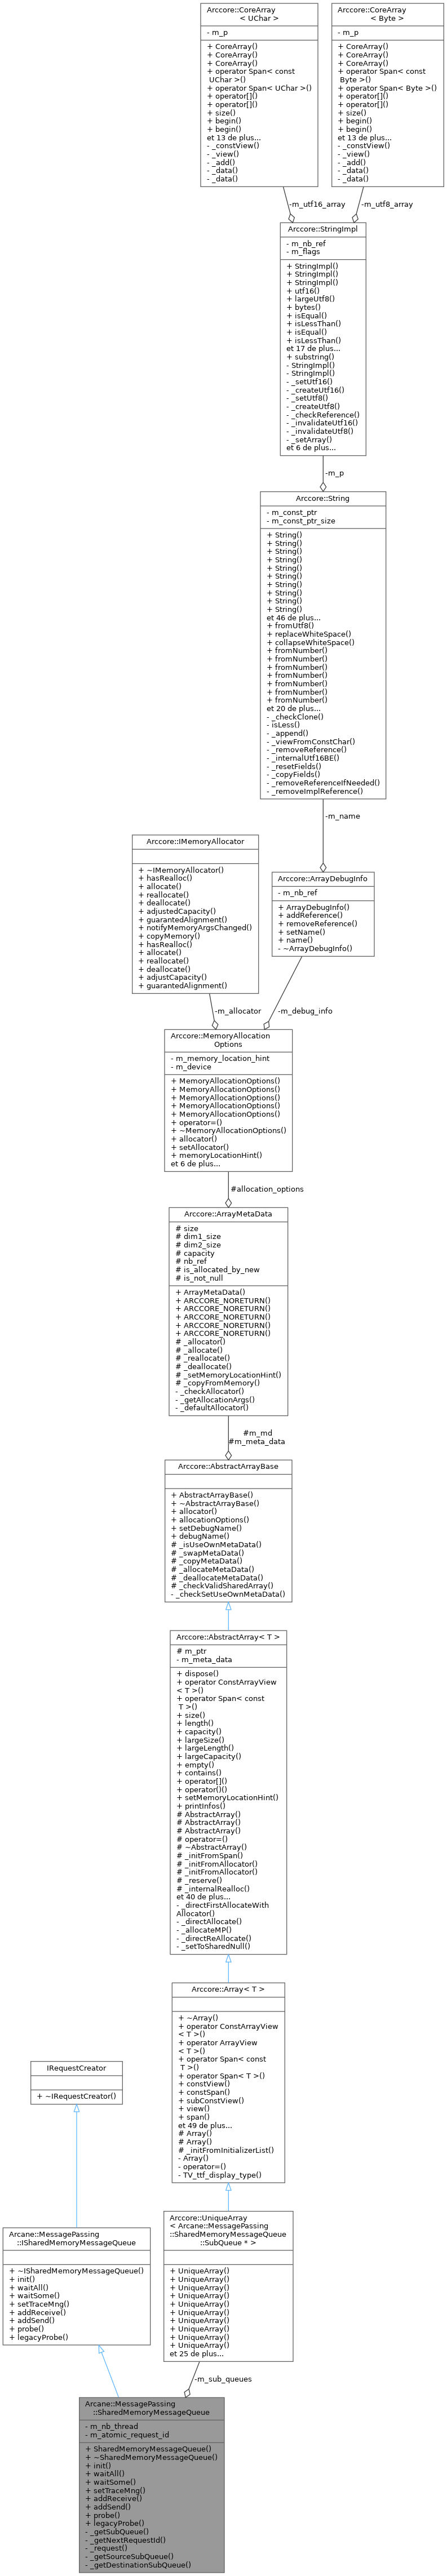 Arccore::CoreArray
< UChar >
- m_p
+ CoreArray()
+ CoreArray()
+ CoreArray()
+ operator Span< const
UChar >()
+ operator Span< UChar >()
+ operator[]()
+ operator[]()
+ size()
+ begin()
+ begin()
et 13 de plus...
- _constView()
- _view()
- _add()
- _data()
- _data()
Arccore::CoreArray
< Byte >
- m_p
+ CoreArray()
+ CoreArray()
+ CoreArray()
+ operator Span< const
Byte >()
+ operator Span< Byte >()
+ operator[]()
+ operator[]()
+ size()
+ begin()
+ begin()
et 13 de plus...
- _constView()
- _view()
- _add()
- _data()
- _data()
-m_utf16_array
-m_utf8_array
Arccore::StringImpl
- m_nb_ref
- m_flags
+ StringImpl()
+ StringImpl()
+ StringImpl()
+ utf16()
+ largeUtf8()
+ bytes()
+ isEqual()
+ isLessThan()
+ isEqual()
+ isLessThan()
et 17 de plus...
+ substring()
- StringImpl()
- StringImpl()
- _setUtf16()
- _createUtf16()
- _setUtf8()
- _createUtf8()
- _checkReference()
- _invalidateUtf16()
- _invalidateUtf8()
- _setArray()
et 6 de plus...
-m_p
Arccore::String
- m_const_ptr
- m_const_ptr_size
+ String()
+ String()
+ String()
+ String()
+ String()
+ String()
+ String()
+ String()
+ String()
+ String()
et 46 de plus...
+ fromUtf8()
+ replaceWhiteSpace()
+ collapseWhiteSpace()
+ fromNumber()
+ fromNumber()
+ fromNumber()
+ fromNumber()
+ fromNumber()
+ fromNumber()
+ fromNumber()
et 20 de plus...
- _checkClone()
- isLess()
- _append()
- _viewFromConstChar()
- _removeReference()
- _internalUtf16BE()
- _resetFields()
- _copyFields()
- _removeReferenceIfNeeded()
- _removeImplReference()
-m_name
Arccore::IMemoryAllocator
+ ~IMemoryAllocator()
+ hasRealloc()
+ allocate()
+ reallocate()
+ deallocate()
+ adjustedCapacity()
+ guarantedAlignment()
+ notifyMemoryArgsChanged()
+ copyMemory()
+ hasRealloc()
+ allocate()
+ reallocate()
+ deallocate()
+ adjustCapacity()
+ guarantedAlignment()
Arccore::ArrayDebugInfo
- m_nb_ref
+ ArrayDebugInfo()
+ addReference()
+ removeReference()
+ setName()
+ name()
- ~ArrayDebugInfo()
-m_allocator
-m_debug_info
Arccore::MemoryAllocation
Options
- m_memory_location_hint
- m_device
+ MemoryAllocationOptions()
+ MemoryAllocationOptions()
+ MemoryAllocationOptions()
+ MemoryAllocationOptions()
+ MemoryAllocationOptions()
+ operator=()
+ ~MemoryAllocationOptions()
+ allocator()
+ setAllocator()
+ memoryLocationHint()
et 6 de plus...
#allocation_options
Arccore::ArrayMetaData
# size
# dim1_size
# dim2_size
# capacity
# nb_ref
# is_allocated_by_new
# is_not_null
+ ArrayMetaData()
+ ARCCORE_NORETURN()
+ ARCCORE_NORETURN()
+ ARCCORE_NORETURN()
+ ARCCORE_NORETURN()
+ ARCCORE_NORETURN()
# _allocator()
# _allocate()
# _reallocate()
# _deallocate()
# _setMemoryLocationHint()
# _copyFromMemory()
- _checkAllocator()
- _getAllocationArgs()
- _defaultAllocator()
#m_md
#m_meta_data
Arccore::AbstractArrayBase
+ AbstractArrayBase()
+ ~AbstractArrayBase()
+ allocator()
+ allocationOptions()
+ setDebugName()
+ debugName()
# _isUseOwnMetaData()
# _swapMetaData()
# _copyMetaData()
# _allocateMetaData()
# _deallocateMetaData()
# _checkValidSharedArray()
- _checkSetUseOwnMetaData()
Arccore::AbstractArray< T >
# m_ptr
- m_meta_data
+ dispose()
+ operator ConstArrayView
< T >()
+ operator Span< const
T >()
+ size()
+ length()
+ capacity()
+ largeSize()
+ largeLength()
+ largeCapacity()
+ empty()
+ contains()
+ operator[]()
+ operator()()
+ setMemoryLocationHint()
+ printInfos()
# AbstractArray()
# AbstractArray()
# AbstractArray()
# operator=()
# ~AbstractArray()
# _initFromSpan()
# _initFromAllocator()
# _initFromAllocator()
# _reserve()
# _internalRealloc()
et 40 de plus...
- _directFirstAllocateWith
Allocator()
- _directAllocate()
- _allocateMP()
- _directReAllocate()
- _setToSharedNull()
Arccore::Array< T >
+ ~Array()
+ operator ConstArrayView
< T >()
+ operator ArrayView
< T >()
+ operator Span< const
T >()
+ operator Span< T >()
+ constView()
+ constSpan()
+ subConstView()
+ view()
+ span()
et 49 de plus...
# Array()
# Array()
# _initFromInitializerList()
- Array()
- operator=()
- TV_ttf_display_type()
IRequestCreator
+ ~IRequestCreator()
Arcane::MessagePassing
::ISharedMemoryMessageQueue
+ ~ISharedMemoryMessageQueue()
+ init()
+ waitAll()
+ waitSome()
+ setTraceMng()
+ addReceive()
+ addSend()
+ probe()
+ legacyProbe()
Arccore::UniqueArray
< Arcane::MessagePassing
::SharedMemoryMessageQueue
::SubQueue * >
+ UniqueArray()
+ UniqueArray()
+ UniqueArray()
+ UniqueArray()
+ UniqueArray()
+ UniqueArray()
+ UniqueArray()
+ UniqueArray()
+ UniqueArray()
+ UniqueArray()
et 25 de plus...
-m_sub_queues
Arcane::MessagePassing
::SharedMemoryMessageQueue
- m_nb_thread
- m_atomic_request_id
+ SharedMemoryMessageQueue()
+ ~SharedMemoryMessageQueue()
+ init()
+ waitAll()
+ waitSome()
+ setTraceMng()
+ addReceive()
+ addSend()
+ probe()
+ legacyProbe()
- _getSubQueue()
- _getNextRequestId()
- _request()
- _getSourceSubQueue()
- _getDestinationSubQueue()